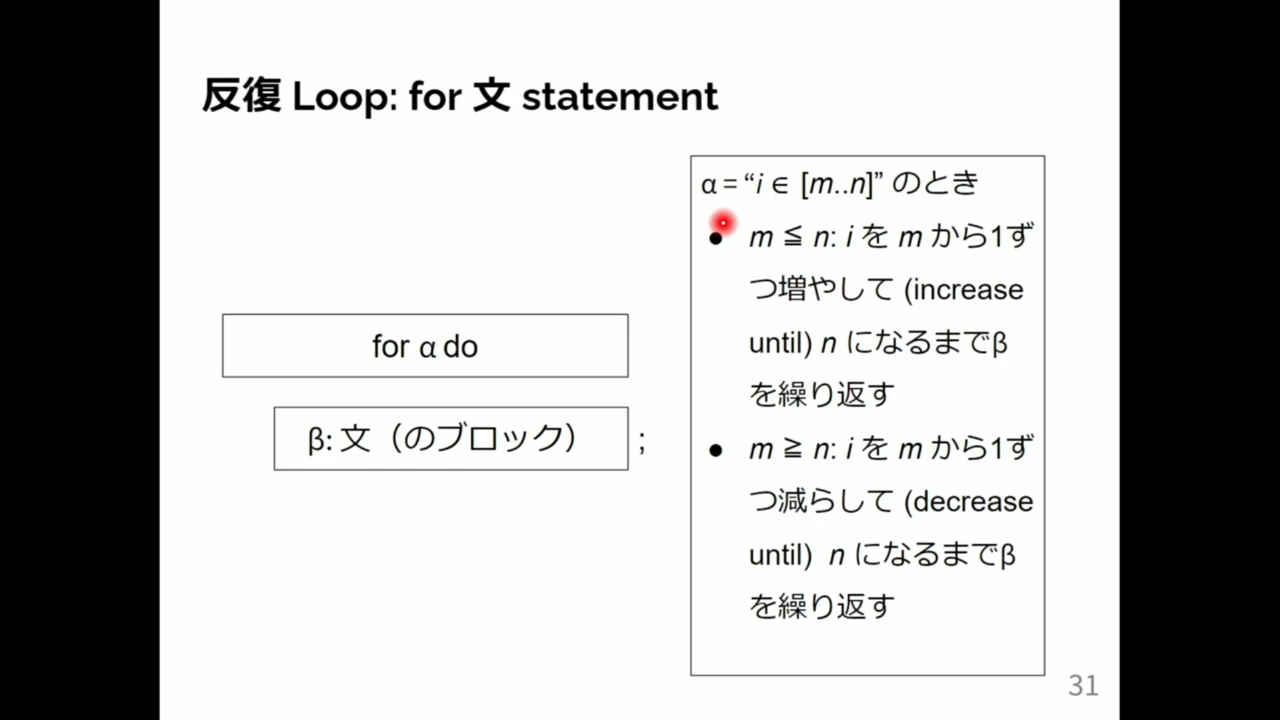 反復 Loop: for 文 statement
for α do
β: 文（のブロック） ;
α = “i ∈ [m..n]” のとき
● m ≦ n: i を m から1ず
つ増やして (increase
until) n になるまでβ
を繰り返す
● m ≧ n: i を m から1ず
つ減らして (decrease
until) n になるまでβ
を繰り返す
31